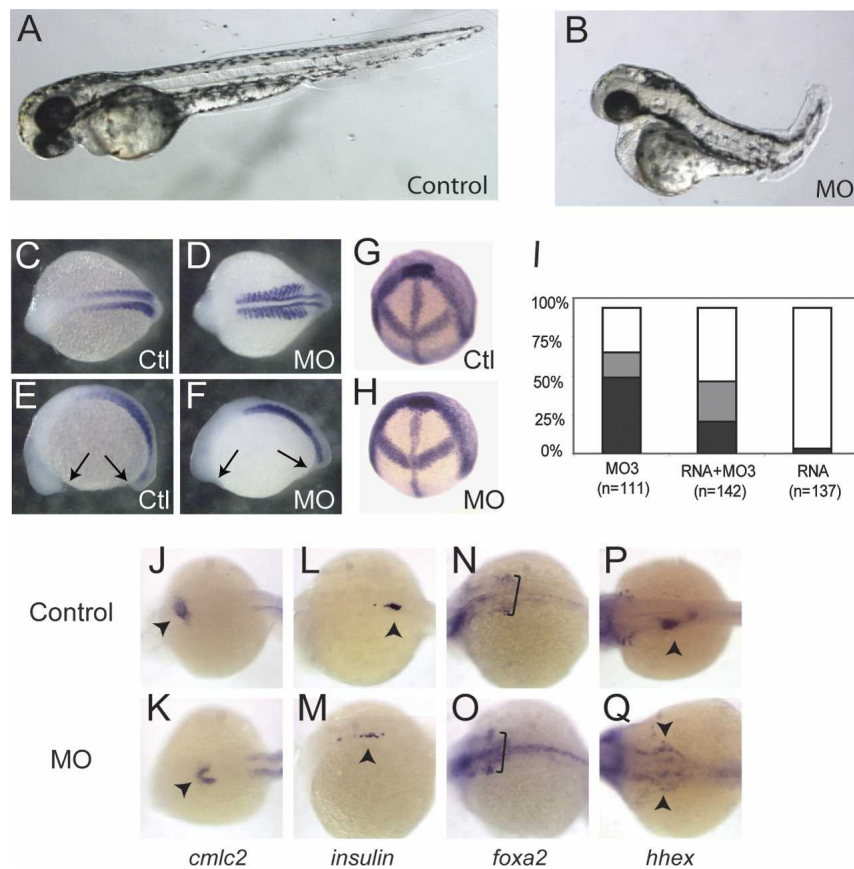 A
Control
B
MO
C
Ctl
D
MO
G
Ctl
E
Ctl
F
MO
H
MO
I
100%
75%
50%
25%
0%
MO3
(n=111)
RNA+MO3
(n=142)
RNA
(n=137)
Control
J
L
N
P
MO
K
M
O
Q
cmlc2
insulin
foxa2
hhex